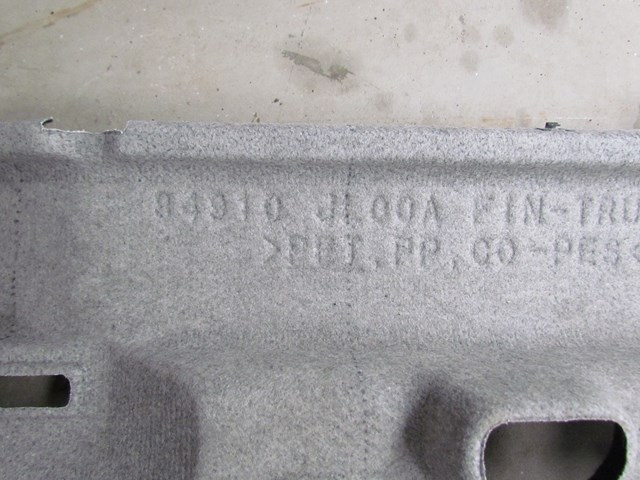 84910 JL00A FIN-TRU
>PET,PP,CO-PES<